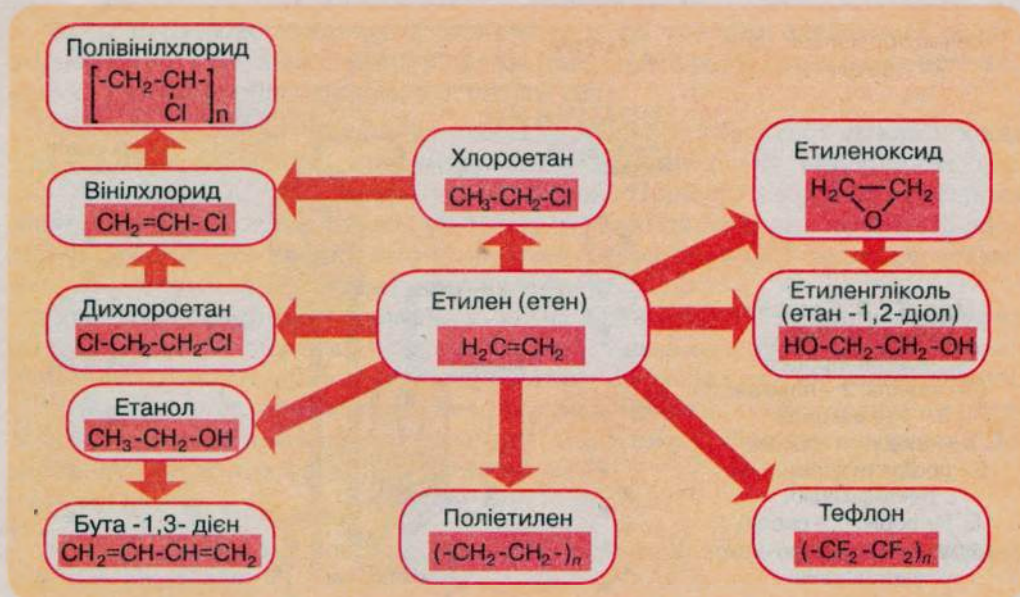 Полівінілхлорид
[-CH₂-CH-]n
Cl
Вінілхлорид
CH₂=CH-Cl
Дихлороетан
Cl-CH₂-CH₂-Cl
Етанол
CH₃-CH₂-OH
Бута -1,3- дієн
CH₂=CH-CH=CH₂
Хлороетан
CH₃-CH₂-Cl
Етилен (етен)
H₂C=CH₂
Поліетилен
(-CH₂-CH₂-)n
Етиленоксид
H₂C—CH₂
O
Етиленгліколь
(етан -1,2-діол)
HO-CH₂-CH₂-OH
Тефлон
(-CF₂-CF₂)n